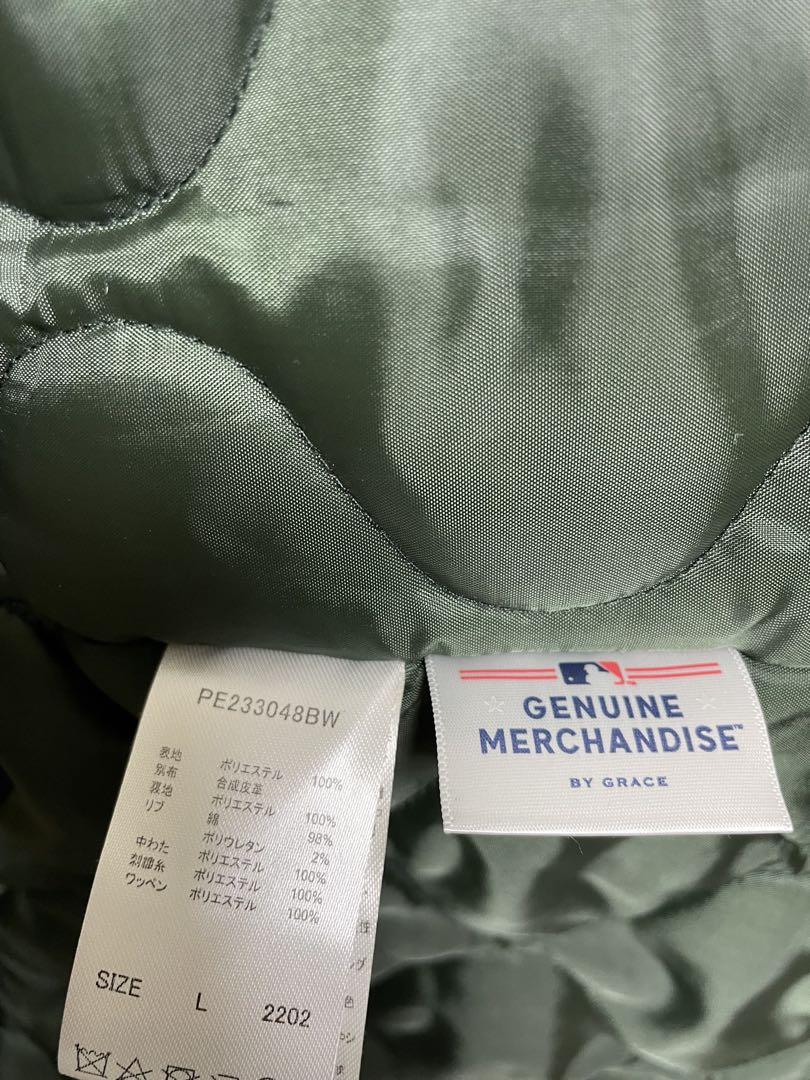 PE233048BW
表地 ポリエステル 100%
別布 合成皮革
裏地 ポリエステル 100%
リブ 綿 98%
ポリウレタン 2%
中わた ポリエステル 100%
刺繍糸 ポリエステル 100%
ワッペン ポリエステル 100%
SIZE L 2202
GENUINE
MERCHANDISE™
BY GRACE